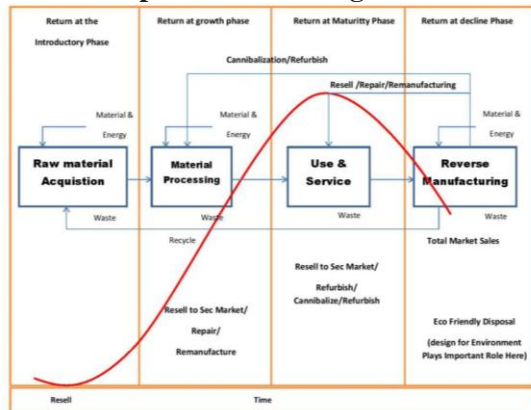 Return at the
Introductory Phase
Return at growth phase
Return at Maturitty Phase
Return at decline Phase
Cannibalization/Refurbish
Resell /Repair/Remanufacturing
Material &
Energy
Material &
Energy
Material &
Energy
Raw material
Acquistion
Material
Processing
Use &
Service
Reverse
Manufacturing
Waste
Waste
Waste
Waste
Recycle
Total Market Sales
Resell to Sec Market/
Repair/
Remanufacture
Resell to Sec Market/
Refurbish/
Cannibalize/Refurbish
Eco Friendly Disposal
(design for Environment
Plays Important Role Here)
Resell
Time